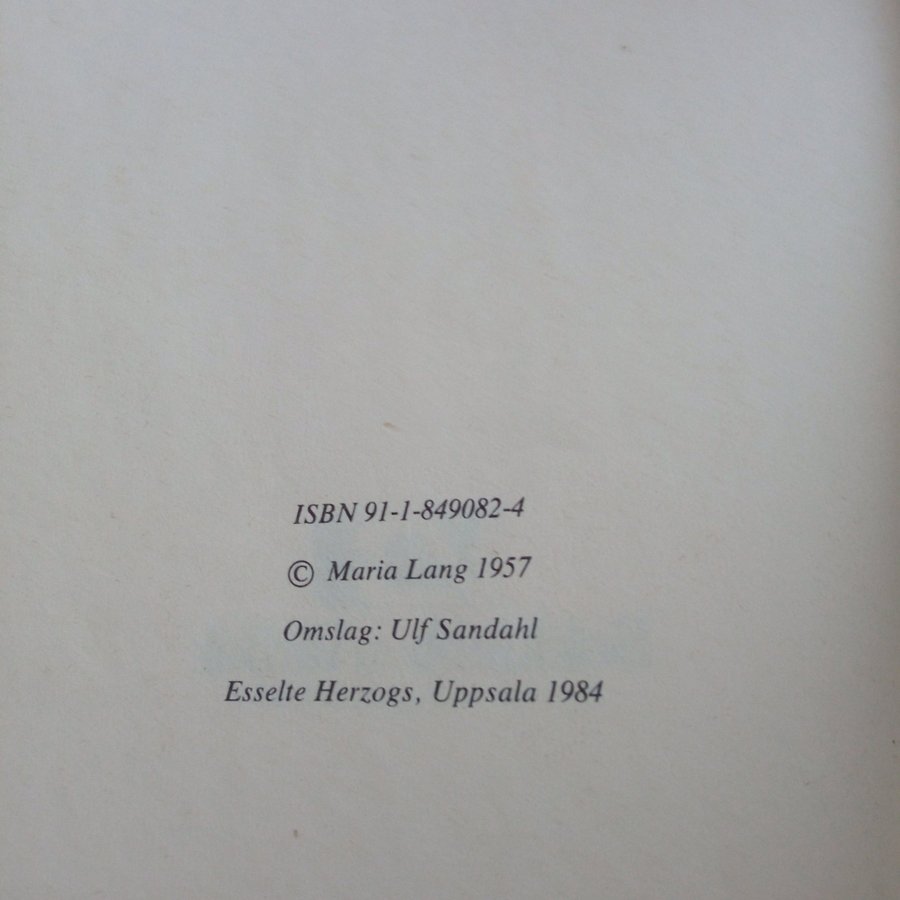 ISBN 91-1-849082-4
© Maria Lang 1957
Omslag: Ulf Sandahl
Esselte Herzogs, Uppsala 1984